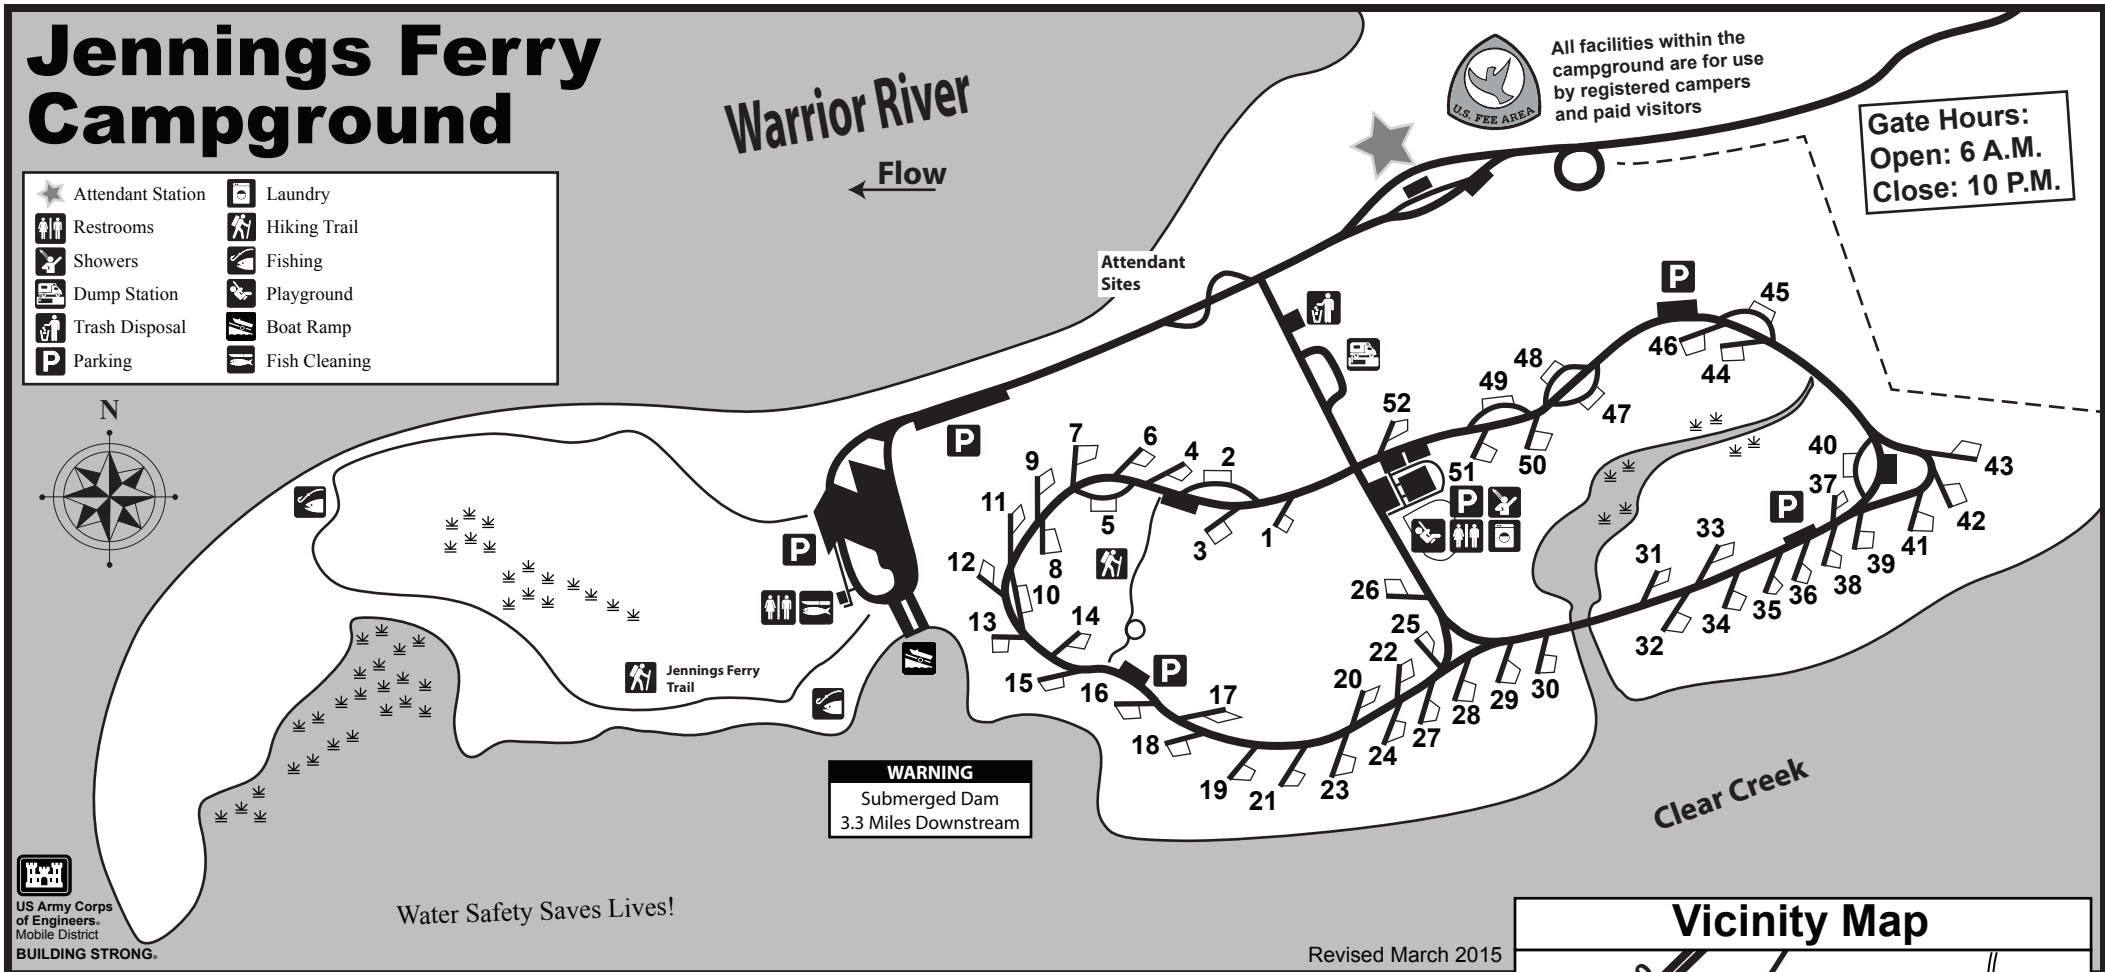 Jennings Ferry
Campground
Attendant Station
Restrooms
Showers
Dump Station
Trash Disposal
P
Parking
Laundry
Hiking Trail
Fishing
Playground
Boat Ramp
Fish Cleaning
N
Warrior River
Flow
U.S. FEE AREA
All facilities within the
campground are for use
by registered campers
and paid visitors
Gate Hours:
Open: 6 A.M.
Close: 10 P.M.
Attendant
Sites
P
45
46
44
48
49
47
52
51
50
40
43
37
42
P
P
7
6
4
2
9
11
5
3
1
P
12
8
10
13
14
15
16
P
17
18
19
21
23
20
22
24
25
26
27
28
29
30
31
33
P
32
34
35
36
38
39
41
Jennings Ferry
Trail
WARNING
Submerged Dam
3.3 Miles Downstream
Clear Creek
US Army Corps
of Engineers®
Mobile District
BUILDING STRONG®
Water Safety Saves Lives!
Revised March 2015
Vicinity Map